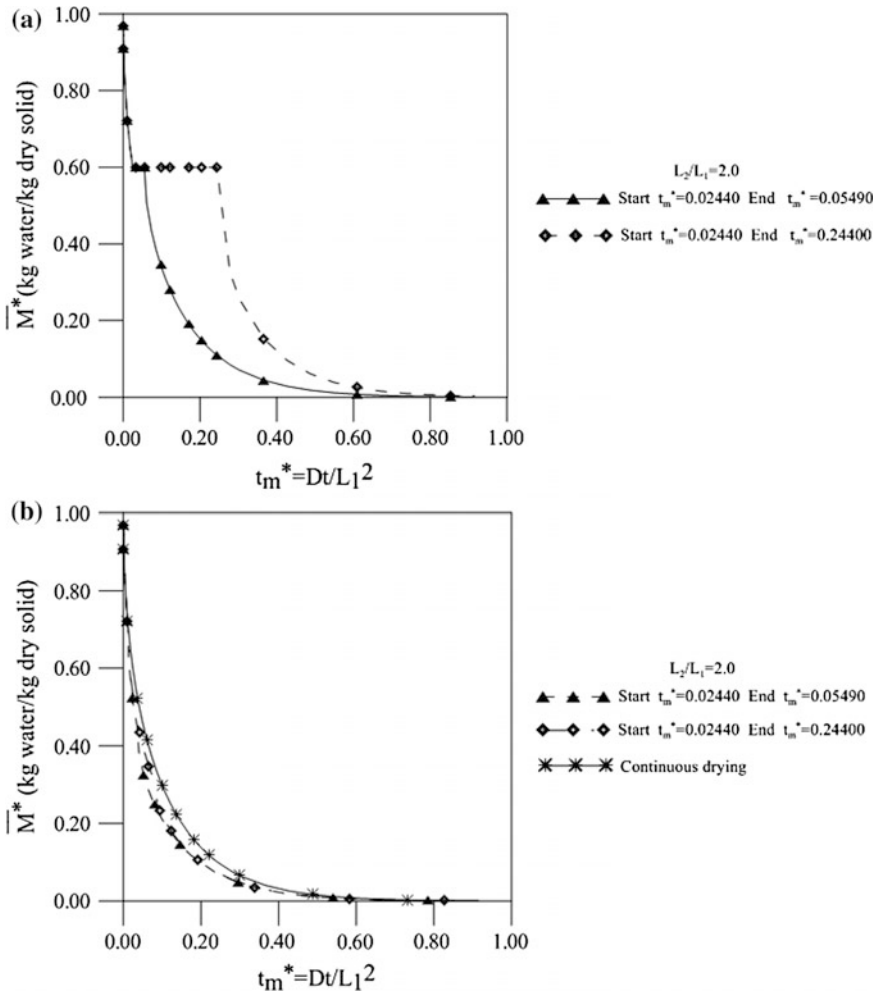 (a)
1.00
0.80
0.60
0.40
0.20
0.00
M* (kg water/kg dry solid)
0.00 0.20 0.40 0.60 0.80 1.00
tm*=Dt/L1²
L2/L1=2.0
Start tm*=0.02440 End tm*=0.05490
Start tm*=0.02440 End tm*=0.24400
(b)
1.00
0.80
0.60
0.40
0.20
0.00
M* (kg water/kg dry solid)
0.00 0.20 0.40 0.60 0.80 1.00
tm*=Dt/L1²
L2/L1=2.0
Start tm*=0.02440 End tm*=0.05490
Start tm*=0.02440 End tm*=0.24400
Continuous drying